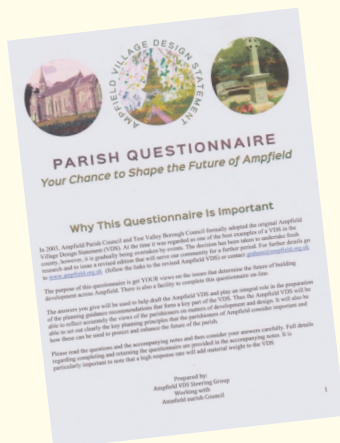 AMPFIELD VILLAGE DESIGN STATEMENT
PARISH QUESTIONNAIRE
Your Chance to Shape the Future of Ampfield
Why This Questionnaire Is Important
In 2003, Ampfield Parish Council and Test Valley Borough Council formally adopted the original Ampfield
Village Design Statement (VDS). At the time it was regarded as one of the best examples of a VDS in the
county, however, it is gradually being overtaken by events. The decision has been taken to undertake fresh
research and to issue a revised edition that will serve our community for a further period. For further details go
to www.ampfield.org.uk (follow the links to the revised Ampfield VDS) or contact graham@ampfield.org.uk
The purpose of this questionnaire is get YOUR views on the issues that determine the future of building
development across Ampfield. There is also a facility to complete this questionnaire on-line.
The answers you give will be used to help draft the Ampfield VDS and play an integral role in the preparation
of the planning guidance recommendations that form a key part of the VDS. Thus the Ampfield VDS will be
able to reflect accurately the views of the parishioners on matters of development and design. It will also be
able to set out clearly the key planning principles that the parishioners of Ampfield consider important and
how these can be used to protect and enhance the future of the parish.
Please read the questions and the accompanying notes and then consider your answers carefully. Full details
regarding completing and returning the questionnaire are provided in the accompanying notes. It is
particularly important to note that a high response rate will add material weight to the VDS.
Prepared by:
Ampfield VDS Steering Group
Working with
Ampfield parish Council
1